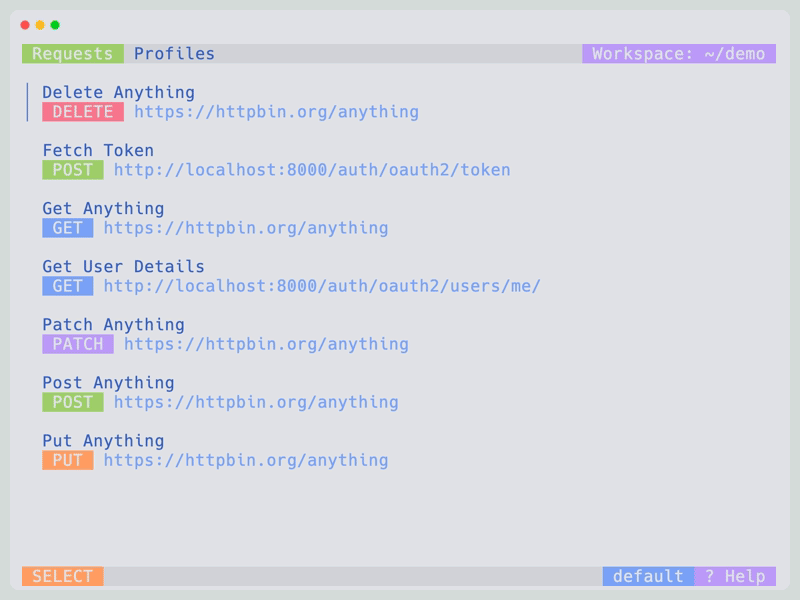 Requests Profiles Workspace: ~/demo
Delete Anything
DELETE https://httpbin.org/anything
Fetch Token
POST http://localhost:8000/auth/oauth2/token
Get Anything
GET https://httpbin.org/anything
Get User Details
GET http://localhost:8000/auth/oauth2/users/me/
Patch Anything
PATCH https://httpbin.org/anything
Post Anything
POST https://httpbin.org/anything
Put Anything
PUT https://httpbin.org/anything
SELECT default ? Help